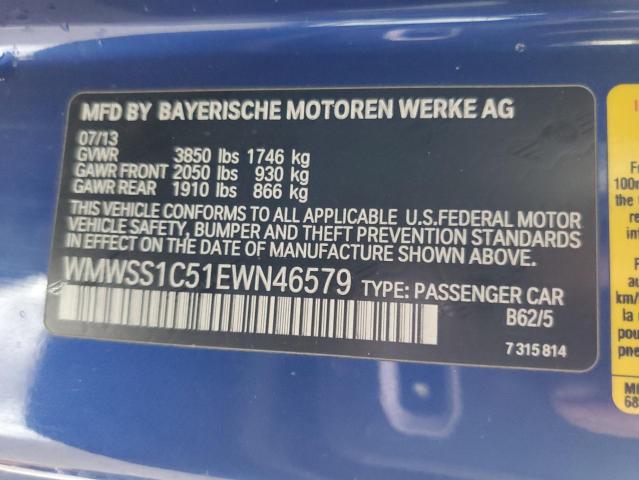 MFD BY BAYERISCHE MOTOREN WERKE AG
07/13
GVWR 3850 lbs 1746 kg
GAWR FRONT 2050 lbs 930 kg
GAWR REAR 1910 lbs 866 kg
THIS VEHICLE CONFORMS TO ALL APPLICABLE U.S.FEDERAL MOTOR
VEHICLE SAFETY, BUMPER AND THEFT PREVENTION STANDARDS
IN EFFECT ON THE DATE OF MANUFACTURE SHOWN ABOVE.
WMWSS1C51EWN46579 TYPE: PASSENGER CAR
B62/5
7 315 814
the
km/
la